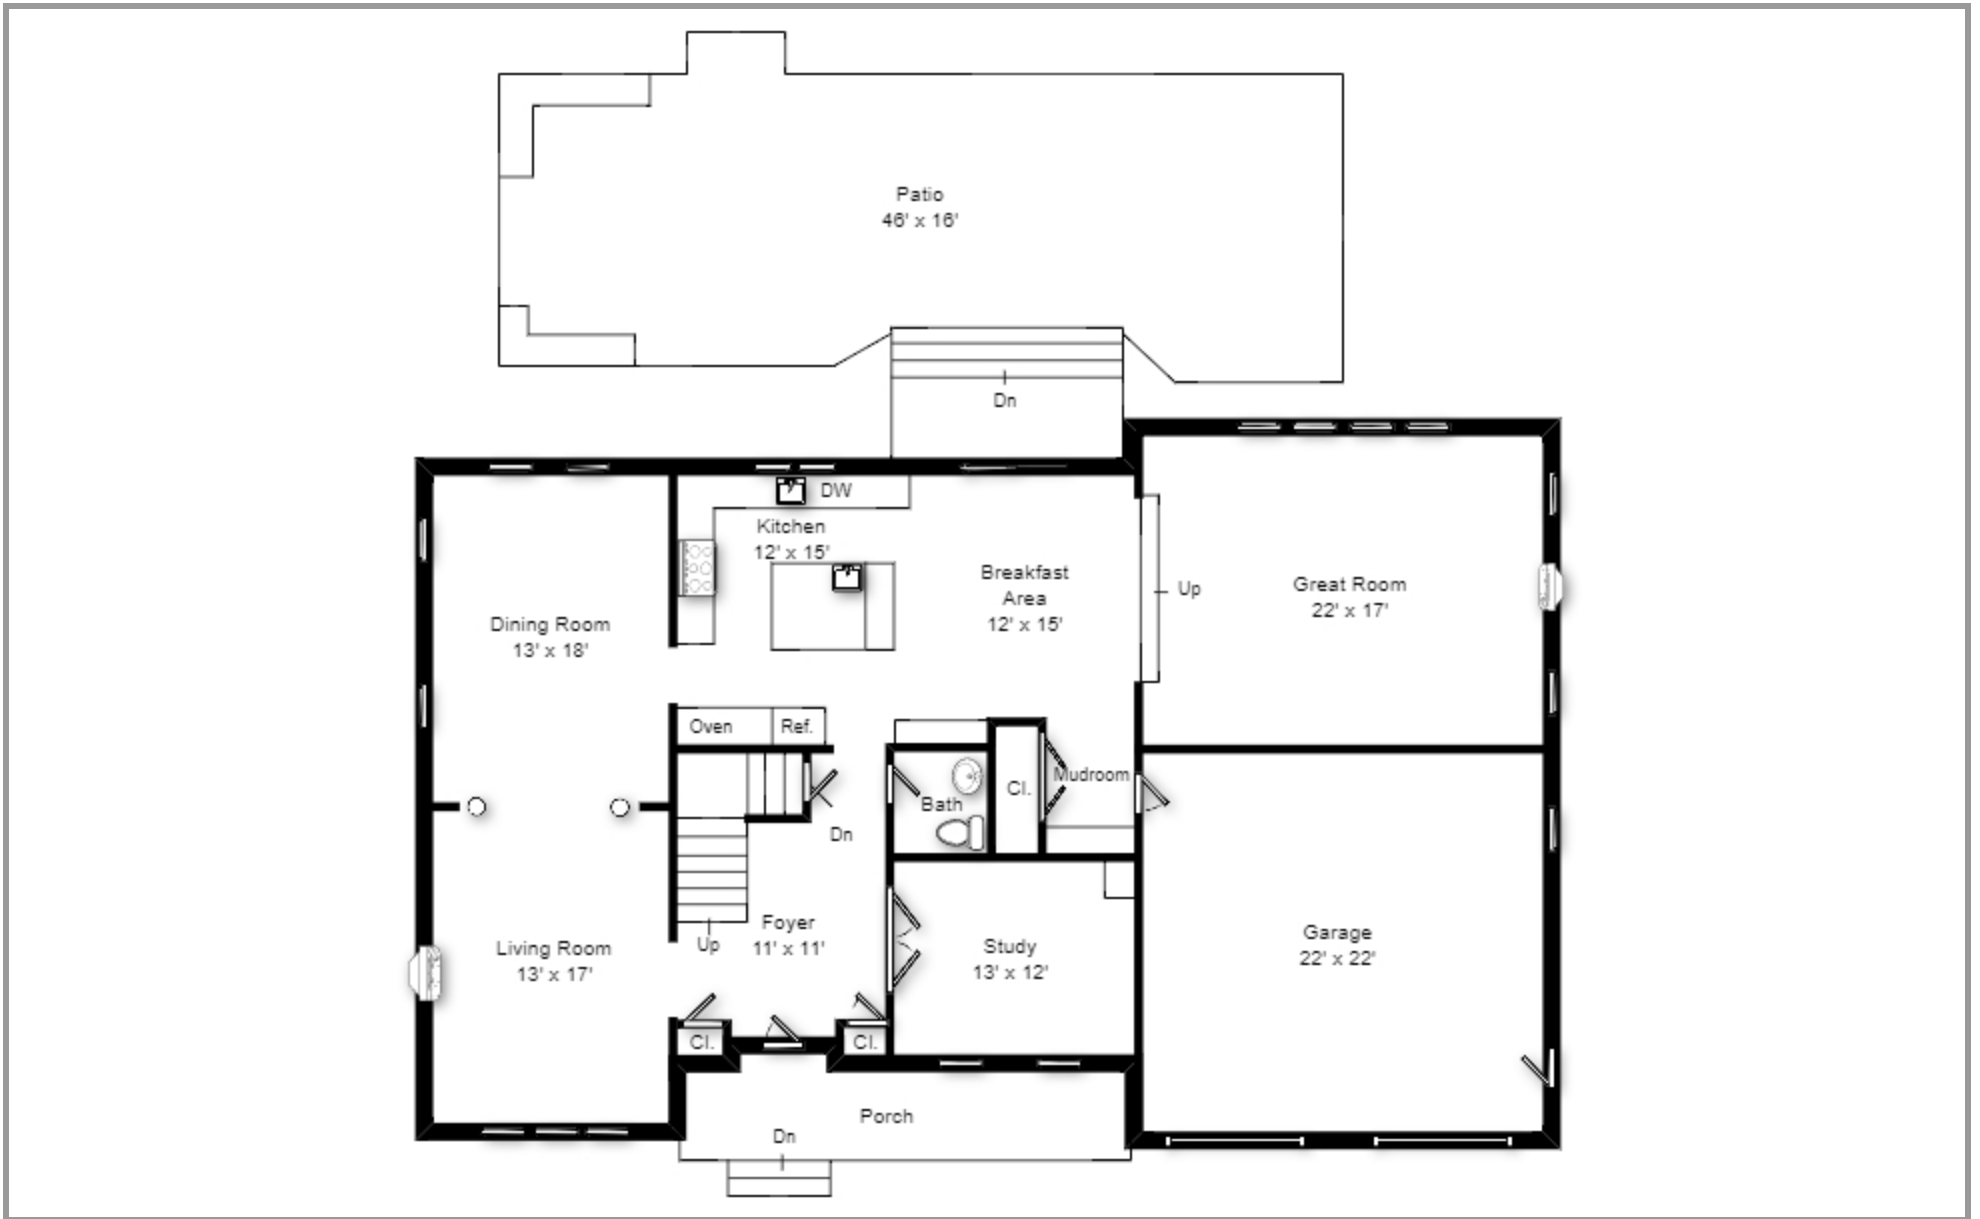 Patio
46' x 16'
Dn
DW
Kitchen
12' x 15'
Breakfast
Area
12' x 15'
Up
Great Room
22' x 17'
Dining Room
13' x 18'
Oven
Ref.
Mudroom
Cl.
Bath
Dn
Foyer
11' x 11'
Up
Living Room
13' x 17'
Study
13' x 12'
Garage
22' x 22'
Cl.
Cl.
Porch
Dn